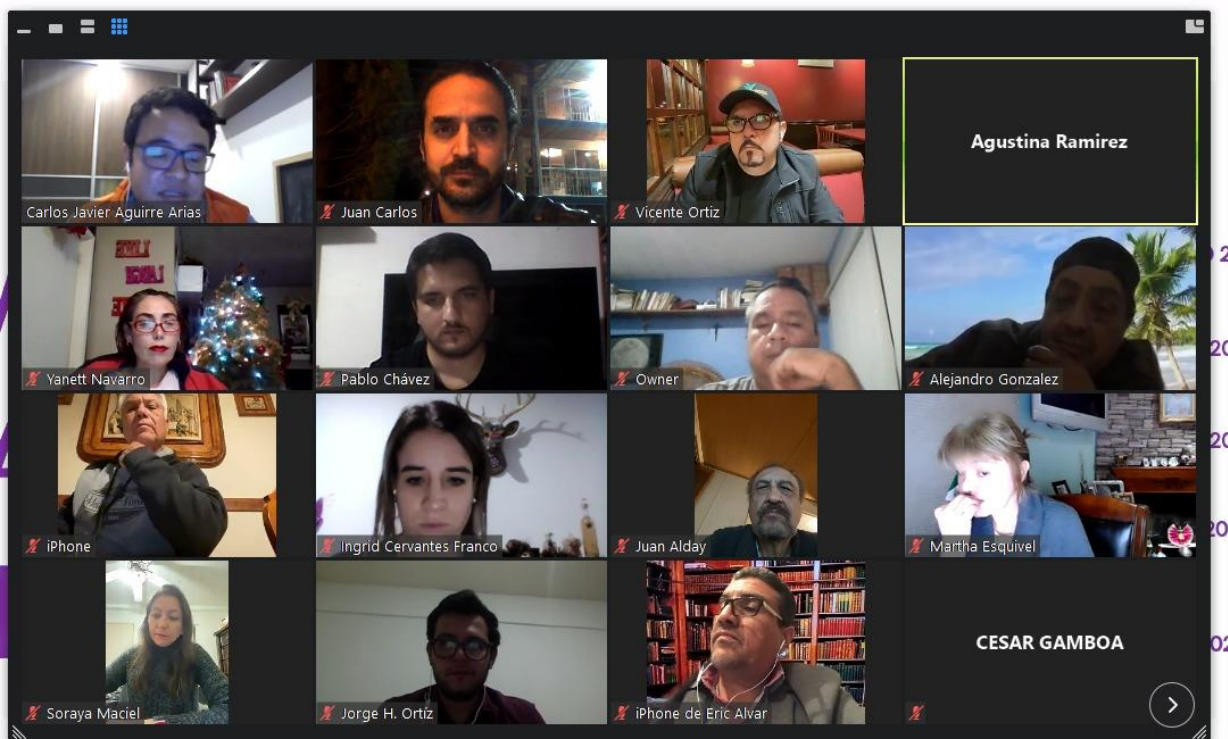 Carlos Javier Aguirre Arias
Juan Carlos
Vicente Ortiz
Agustina Ramirez
Yanett Navarro
Pablo Chávez
Owner
Alejandro Gonzalez
iPhone
Ingrid Cervantes Franco
Juan Alday
Martha Esquivel
Soraya Maciel
Jorge H. Ortíz
iPhone de Eric Alvar
CESAR GAMBOA